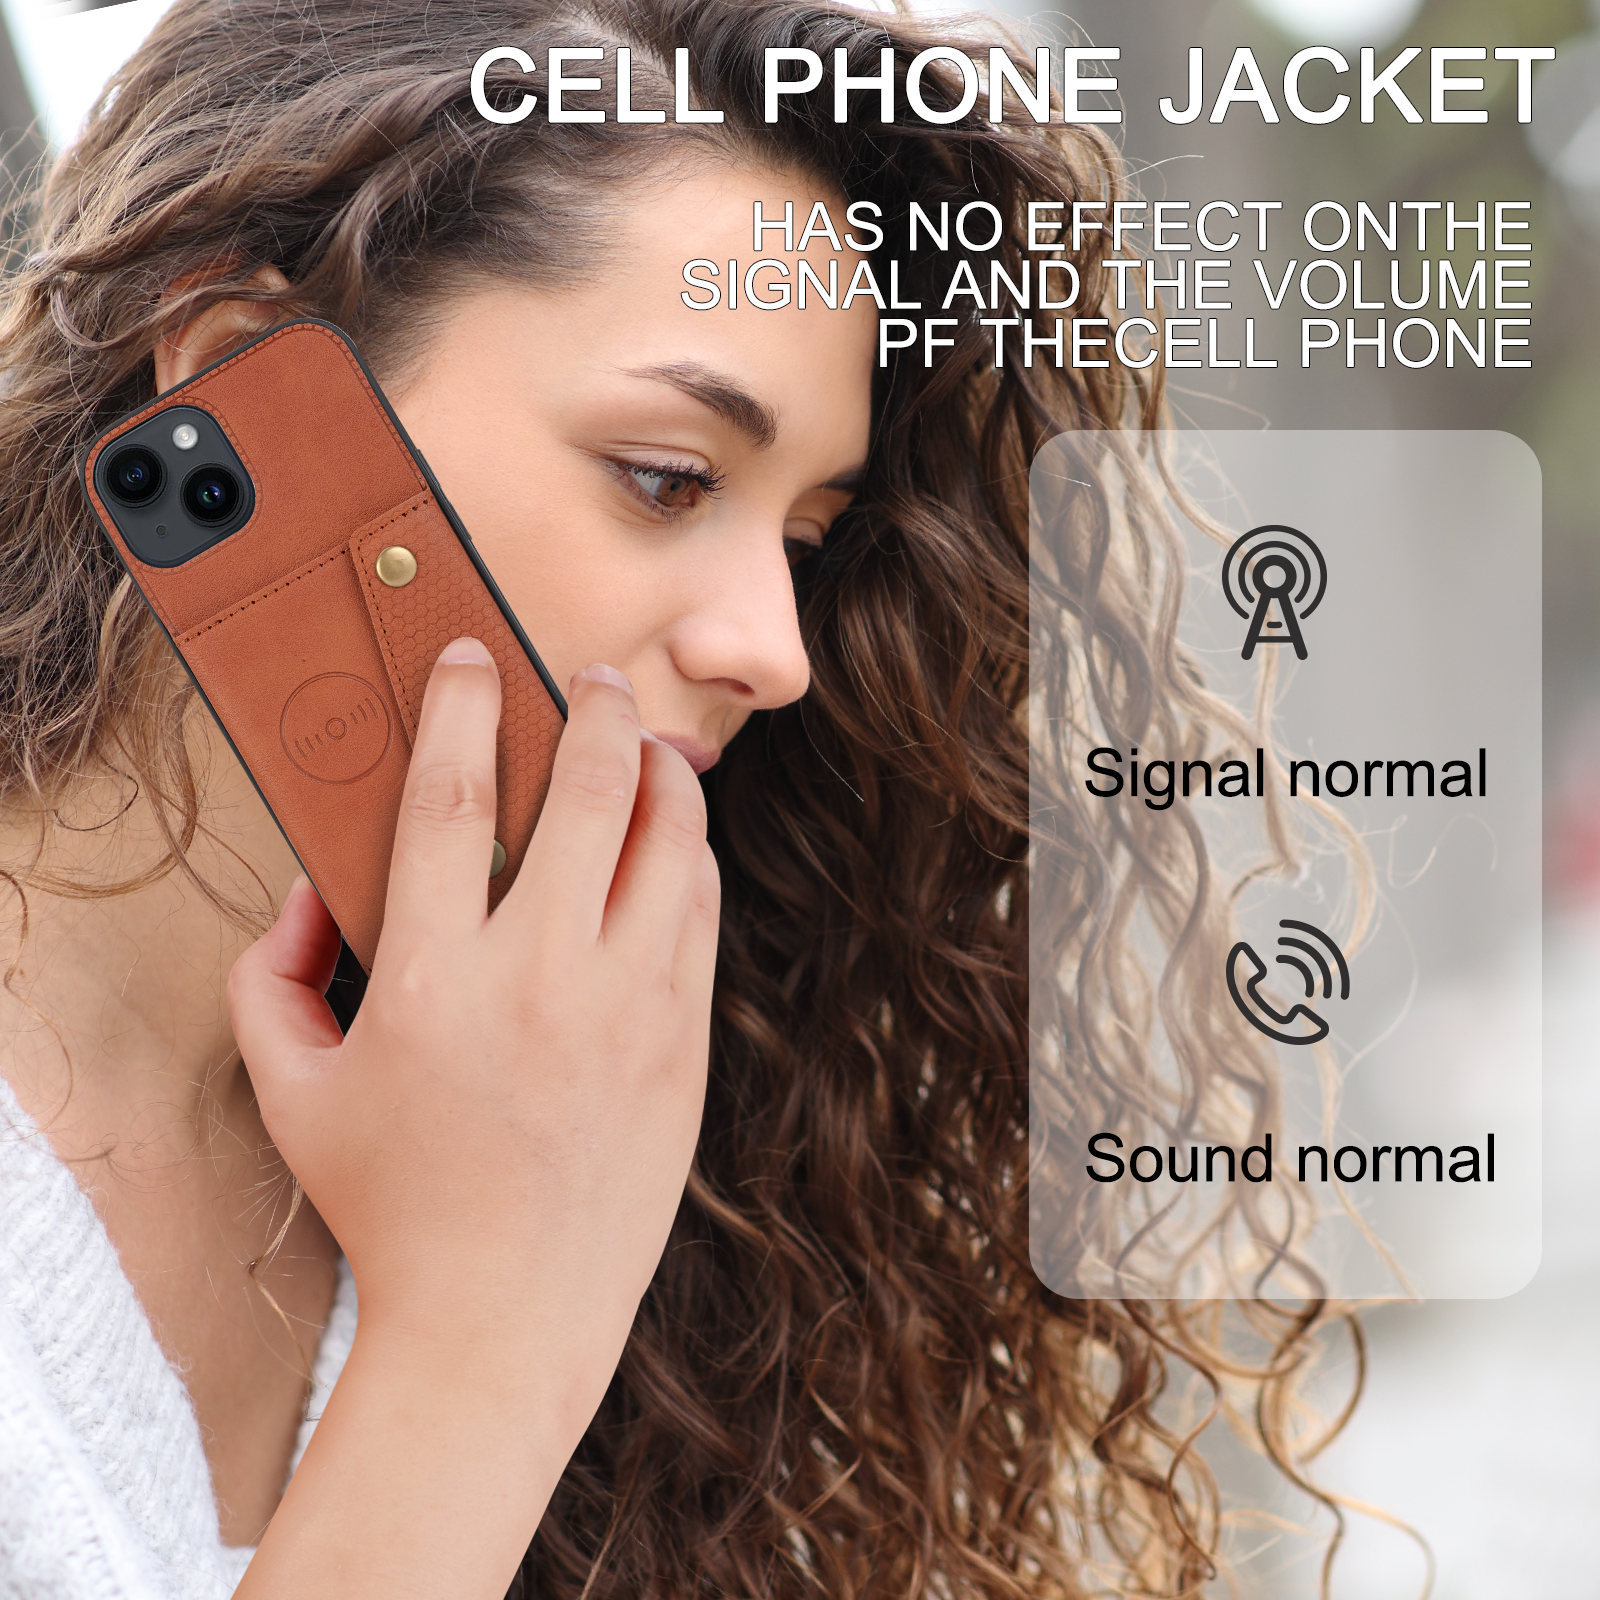 CELL PHONE JACKET
HAS NO EFFECT ONTHE
SIGNAL AND THE VOLUME
PF THECELL PHONE
Signal normal
Sound normal